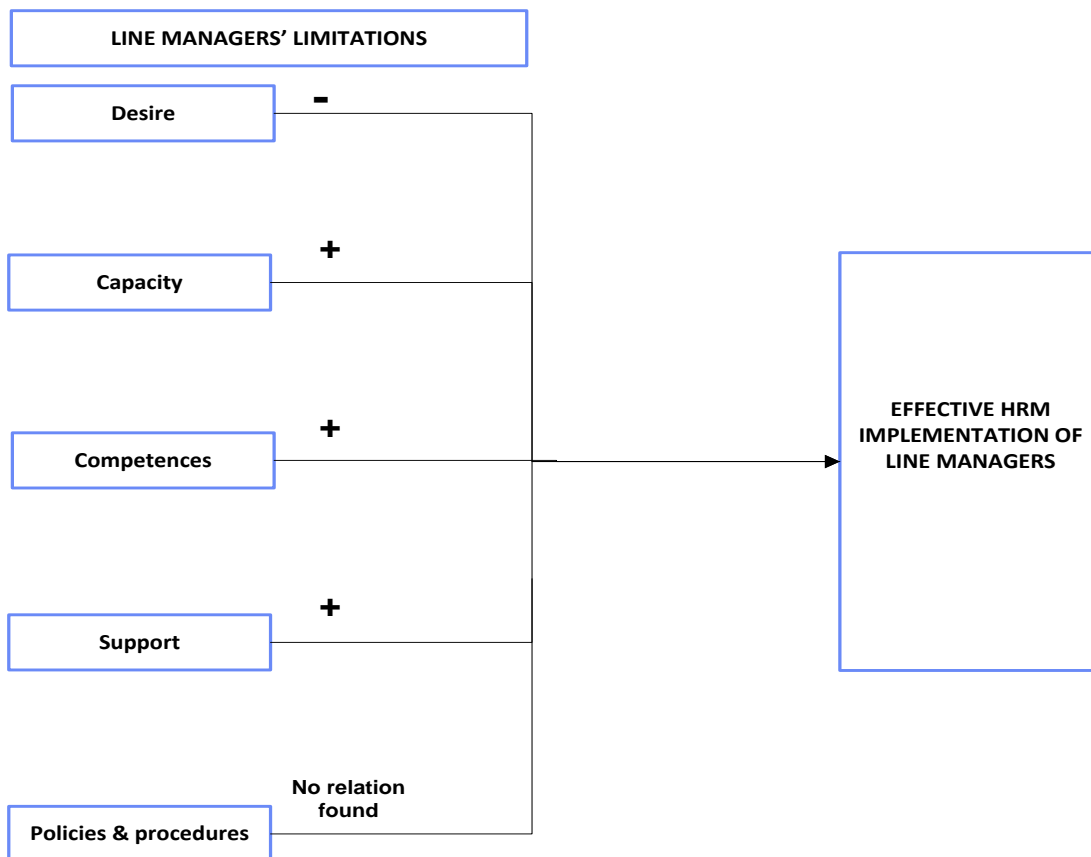 LINE MANAGERS’ LIMITATIONS
-
Desire
+
Capacity
EFFECTIVE HRM
IMPLEMENTATION OF
LINE MANAGERS
+
Competences
+
Support
No relation
found
Policies & procedures